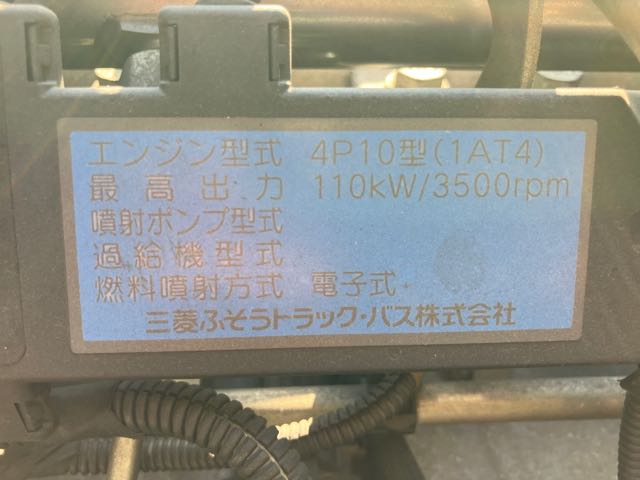 エンジン型式 4P10型(1AT4)
最高出力 110kW/3500rpm
噴射ポンプ型式
過給機型式
燃料噴射方式 電子式
三菱ふそうトラック・バス株式会社